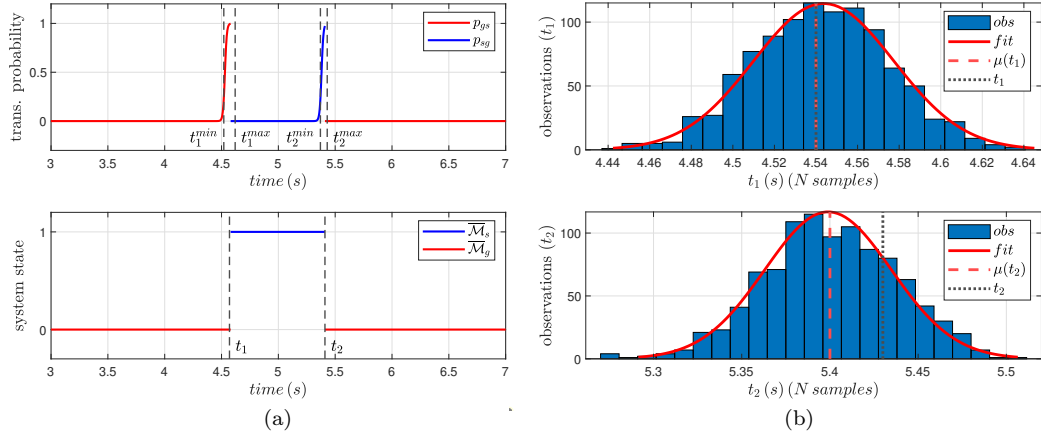 trans. probability
1
0.5
0
p_gs
p_sg
t_1^min
t_1^max
t_2^min
t_2^max
3 3.5 4 4.5 5 5.5 6 6.5 7
time (s)
system state
1
0
M̅_s
M̅_g
t_1
t_2
3 3.5 4 4.5 5 5.5 6 6.5 7
time (s)
(a)
observations (t_1)
100
50
0
obs
fit
μ(t_1)
t_1
4.44 4.46 4.48 4.5 4.52 4.54 4.56 4.58 4.6 4.62 4.64
t_1 (s) (N samples)
observations (t_2)
100
50
0
obs
fit
μ(t_2)
t_2
5.3 5.35 5.4 5.45 5.5
t_2 (s) (N samples)
(b)